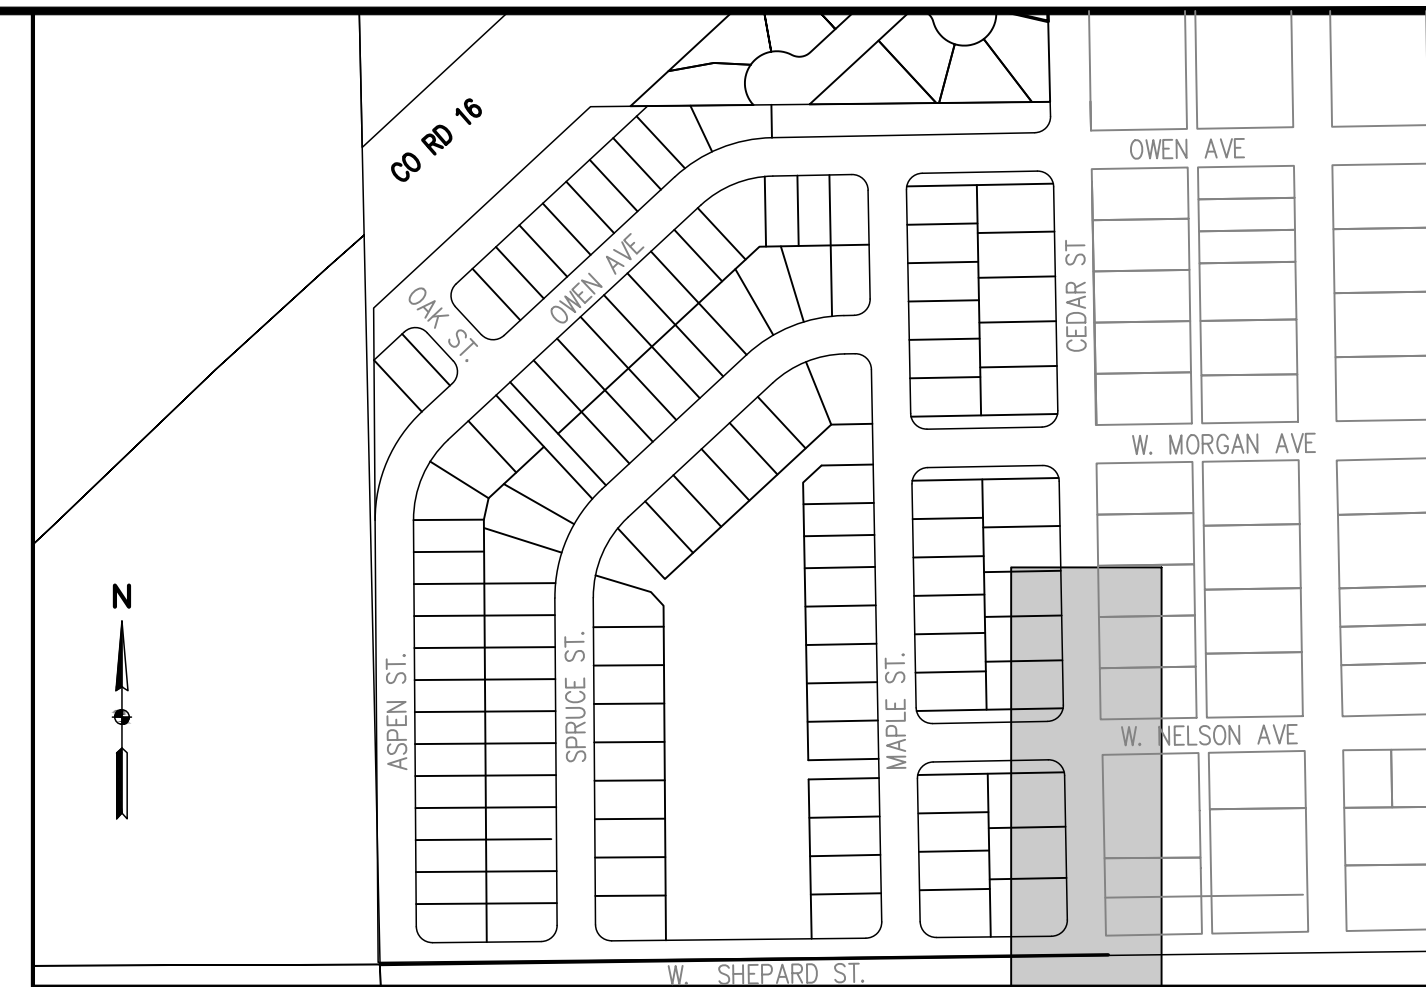 CO RD 16
OWEN AVE
OAK ST.
OWEN AVE
CEDAR ST
W. MORGAN AVE
N
ASPEN ST.
SPRUCE ST.
MAPLE ST.
W. NELSON AVE
W. SHEPARD ST.